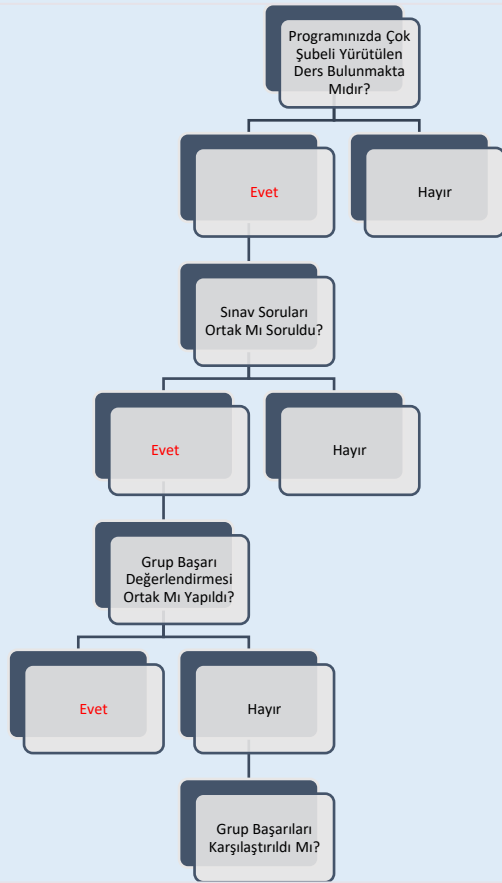 Programınızda Çok
Şubeli Yürütülen
Ders Bulunmakta
Mıdır?
Evet
Hayır
Sınav Soruları
Ortak Mı Soruldu?
Evet
Hayır
Grup Başarı
Değerlendirmesi
Ortak Mı Yapıldı?
Evet
Hayır
Grup Başarıları
Karşılaştırıldı Mı?